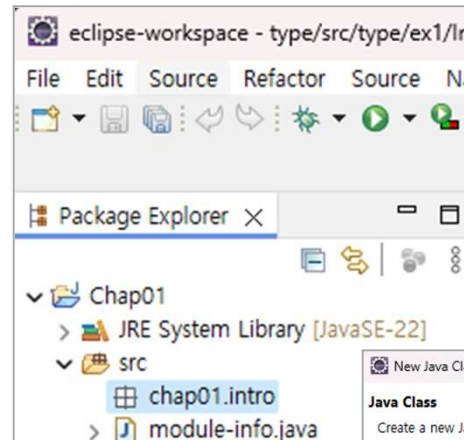 eclipse-workspace - type/src/type/ex1/I
File Edit Source Refactor Source Na
Package Explorer
Chap01
JRE System Library [JavaSE-22]
src
chap01.intro
module-info.java
New Java Cl
Java Class
Create a new J